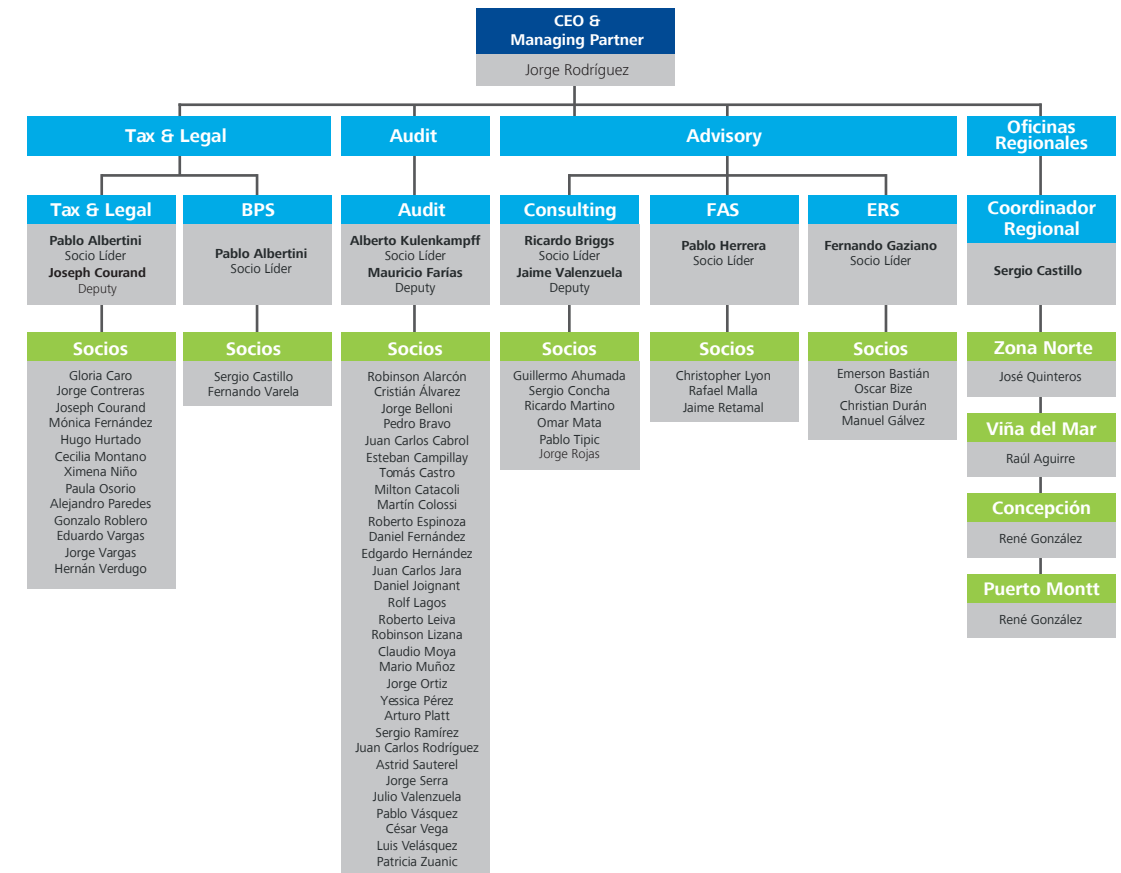 CEO &
Managing Partner
Jorge Rodríguez
Tax & Legal
Audit
Advisory
Oficinas
Regionales
Tax & Legal
Pablo Albertini
Socio Líder
Joseph Courand
Deputy
BPS
Pablo Albertini
Socio Líder
Audit
Alberto Kulenkampff
Socio Líder
Mauricio Farías
Deputy
Consulting
Ricardo Briggs
Socio Líder
Jaime Valenzuela
Deputy
FAS
Pablo Herrera
Socio Líder
ERS
Fernando Gaziano
Socio Líder
Coordinador
Regional
Sergio Castillo
Socios
Gloria Caro
Jorge Contreras
Joseph Courand
Mónica Fernández
Hugo Hurtado
Cecilia Montano
Ximena Niño
Paula Osorio
Alejandro Paredes
Gonzalo Roblero
Eduardo Vargas
Jorge Vargas
Hernán Verdugo
Socios
Sergio Castillo
Fernando Varela
Socios
Robinson Alarcón
Cristián Álvarez
Jorge Belloni
Pedro Bravo
Juan Carlos Cabrol
Esteban Campillay
Tomás Castro
Milton Catacoli
Martín Colossi
Roberto Espinoza
Daniel Fernández
Edgardo Hernández
Juan Carlos Jara
Daniel Joignant
Rolf Lagos
Roberto Leiva
Robinson Lizana
Claudio Moya
Mario Muñoz
Jorge Ortiz
Yessica Pérez
Arturo Platt
Sergio Ramírez
Juan Carlos Rodríguez
Astrid Sauterel
Jorge Serra
Julio Valenzuela
Pablo Vásquez
César Vega
Luis Velásquez
Patricia Zuanic
Socios
Guillermo Ahumada
Sergio Concha
Ricardo Martino
Omar Mata
Pablo Tipic
Jorge Rojas
Socios
Christopher Lyon
Rafael Malla
Jaime Retamal
Socios
Emerson Bastián
Oscar Bize
Christian Durán
Manuel Gálvez
Zona Norte
José Quinteros
Viña del Mar
Raúl Aguirre
Concepción
René González
Puerto Montt
René González